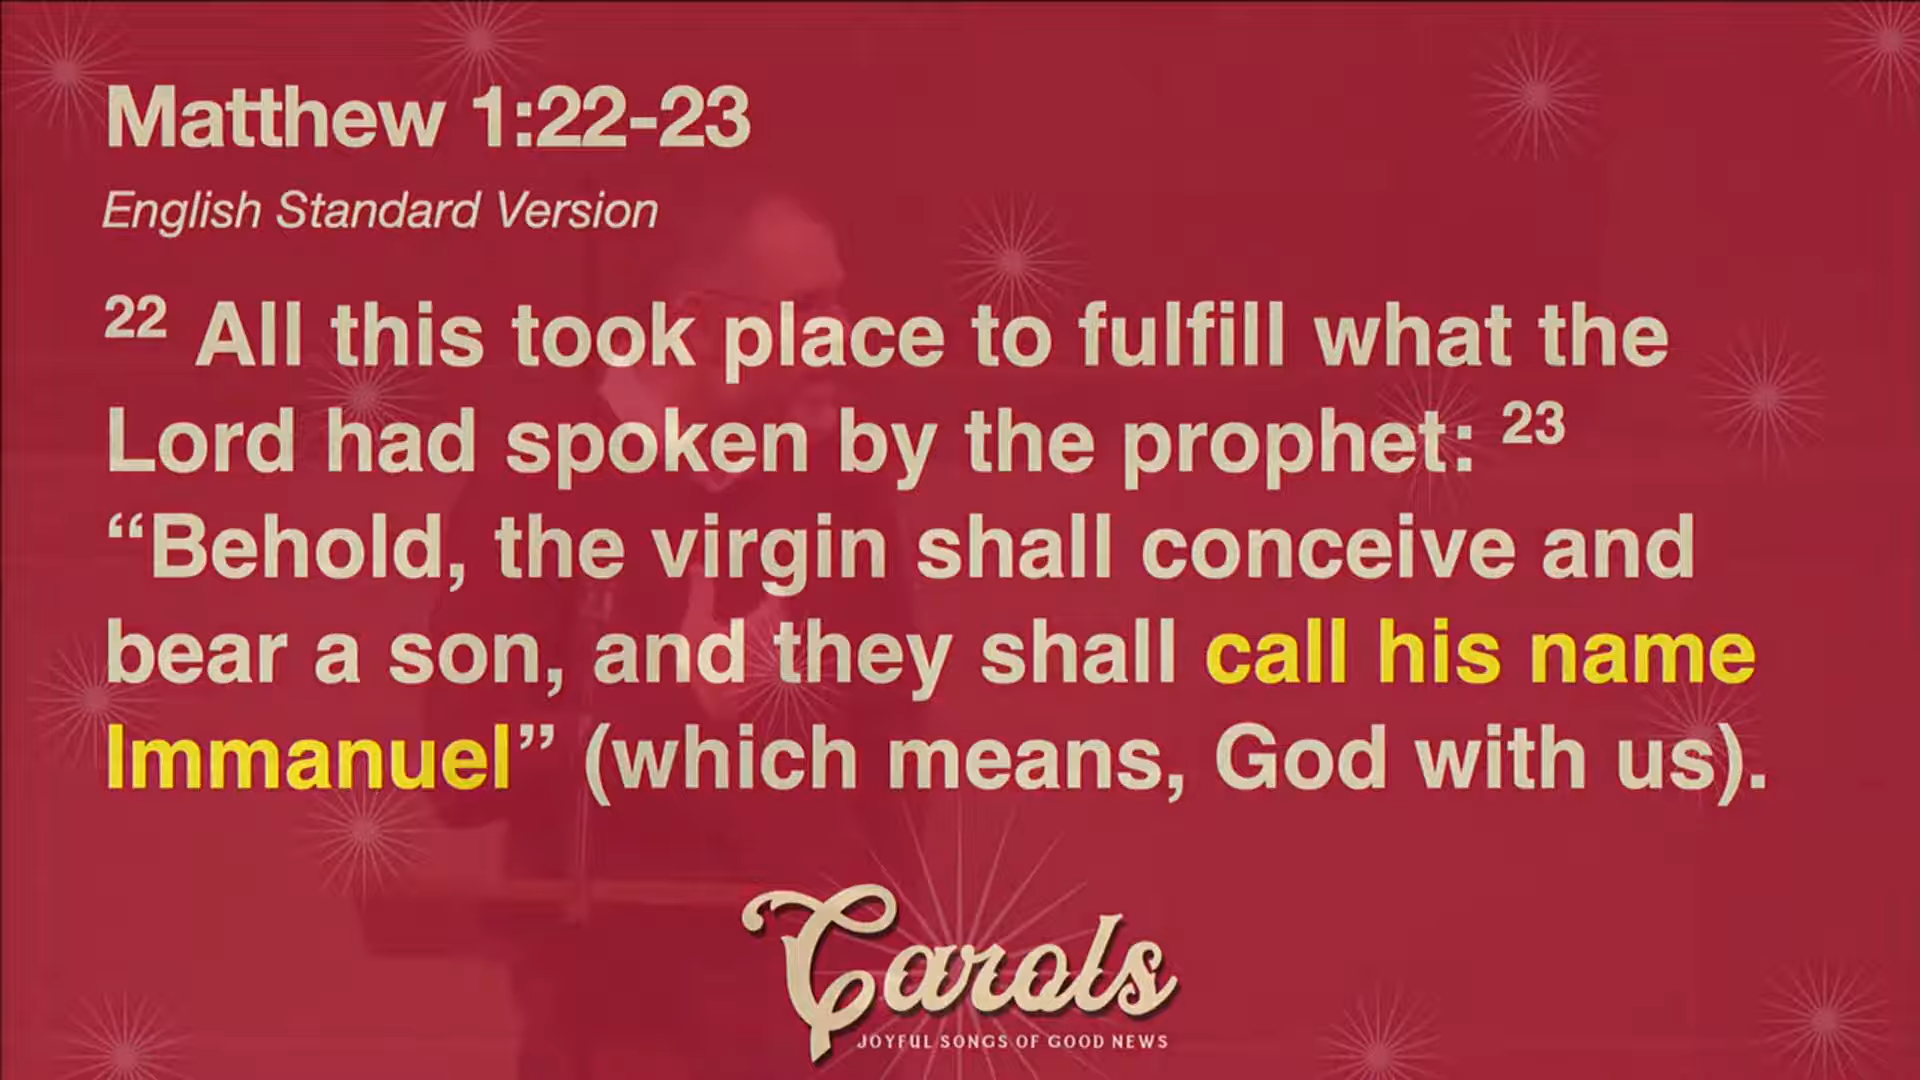 Matthew 1:22-23
English Standard Version
22 All this took place to fulfill what the
Lord had spoken by the prophet: 23
“Behold, the virgin shall conceive and
bear a son, and they shall call his name
Immanuel” (which means, God with us).
Carols
JOYFUL SONGS OF GOOD NEWS